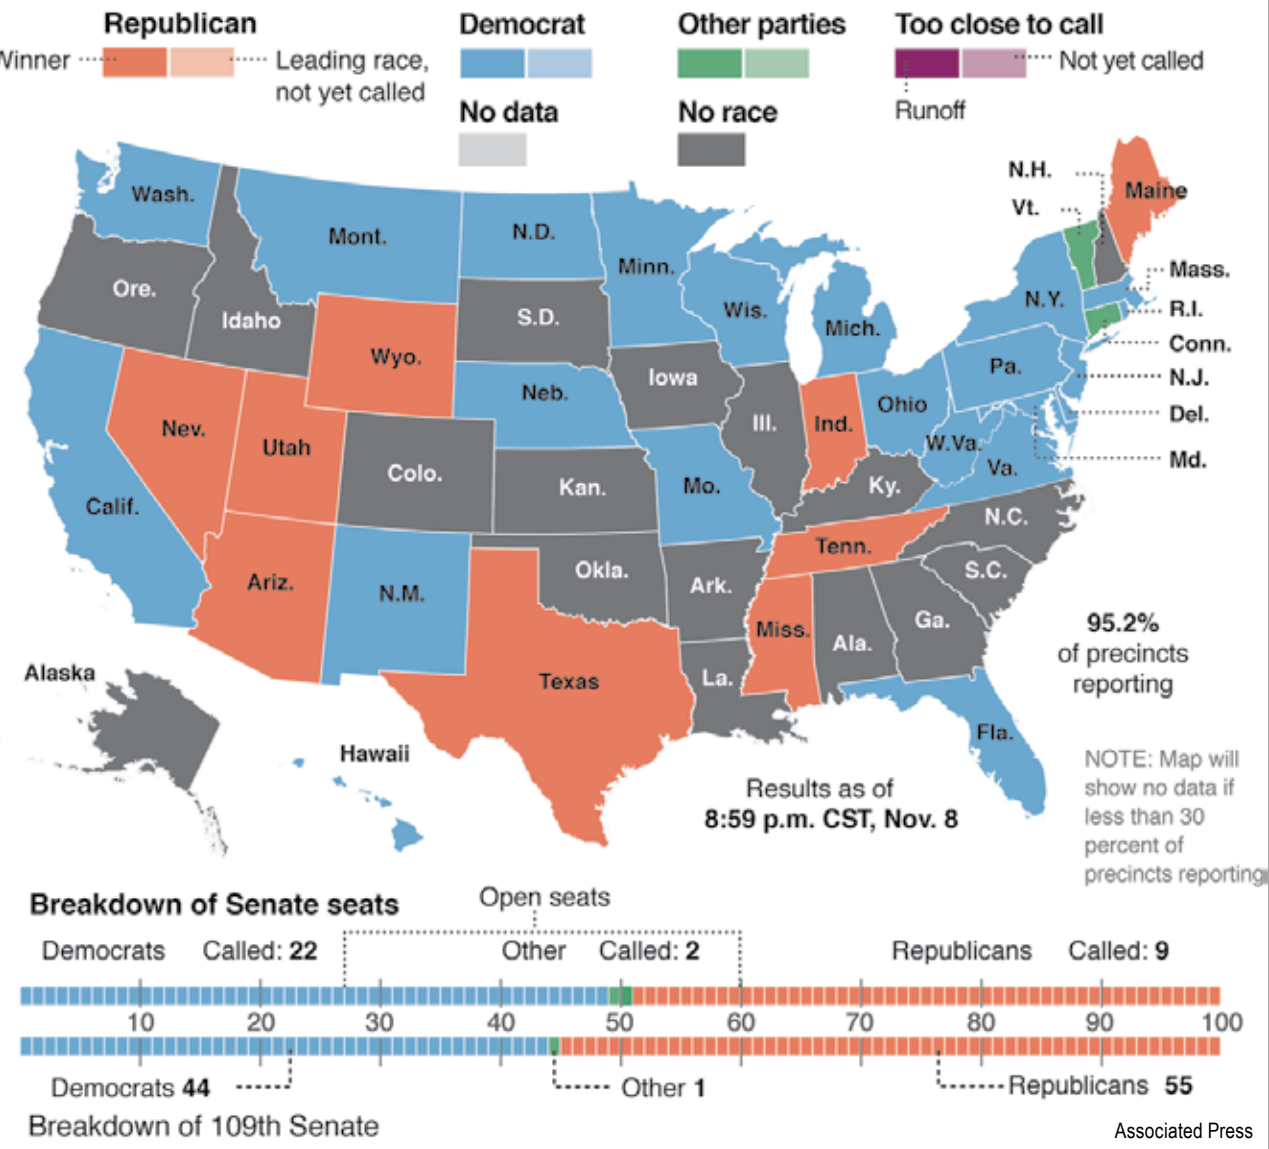 Republican
Democrat
Other parties
Too close to call
Winner
Leading race,
not yet called
Not yet called
Runoff
No data
No race
N.H.
Maine
Vt.
Wash.
Mont.
N.D.
Minn.
Mass.
Ore.
Idaho
S.D.
Wis.
Mich.
N.Y.
R.I.
Conn.
Wyo.
Iowa
Pa.
N.J.
Neb.
Ohio
Del.
Nev.
Utah
Ill.
Ind.
W.Va.
Va.
Md.
Colo.
Kan.
Mo.
Ky.
Calif.
N.C.
Tenn.
Ariz.
N.M.
Okla.
Ark.
S.C.
Miss.
Ala.
Ga.
95.2%
of precincts
reporting
Alaska
Texas
La.
Hawaii
Fla.
NOTE: Map will
show no data if
less than 30
percent of
precincts reporting
Results as of
8:59 p.m. CST, Nov. 8
Breakdown of Senate seats
Open seats
Democrats Called: 22
Other Called: 2
Republicans Called: 9
10 20 30 40 50 60 70 80 90 100
Democrats 44
Other 1
Republicans 55
Breakdown of 109th Senate
Associated Press